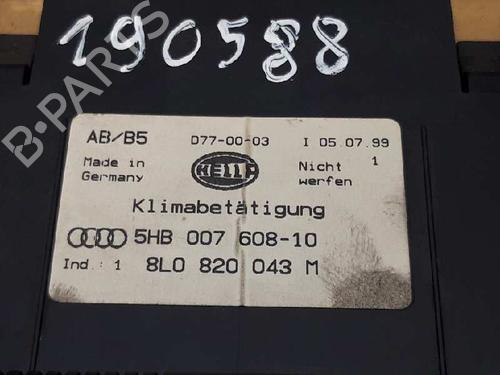 190588
B-PARTS
AB/B5 D77-00-03 I 05.07.99
Made in Germany HELLA Nicht werfen 1
Klimabetätigung
5HB 007 608-10
Ind.: 1 8L0 820 043 M